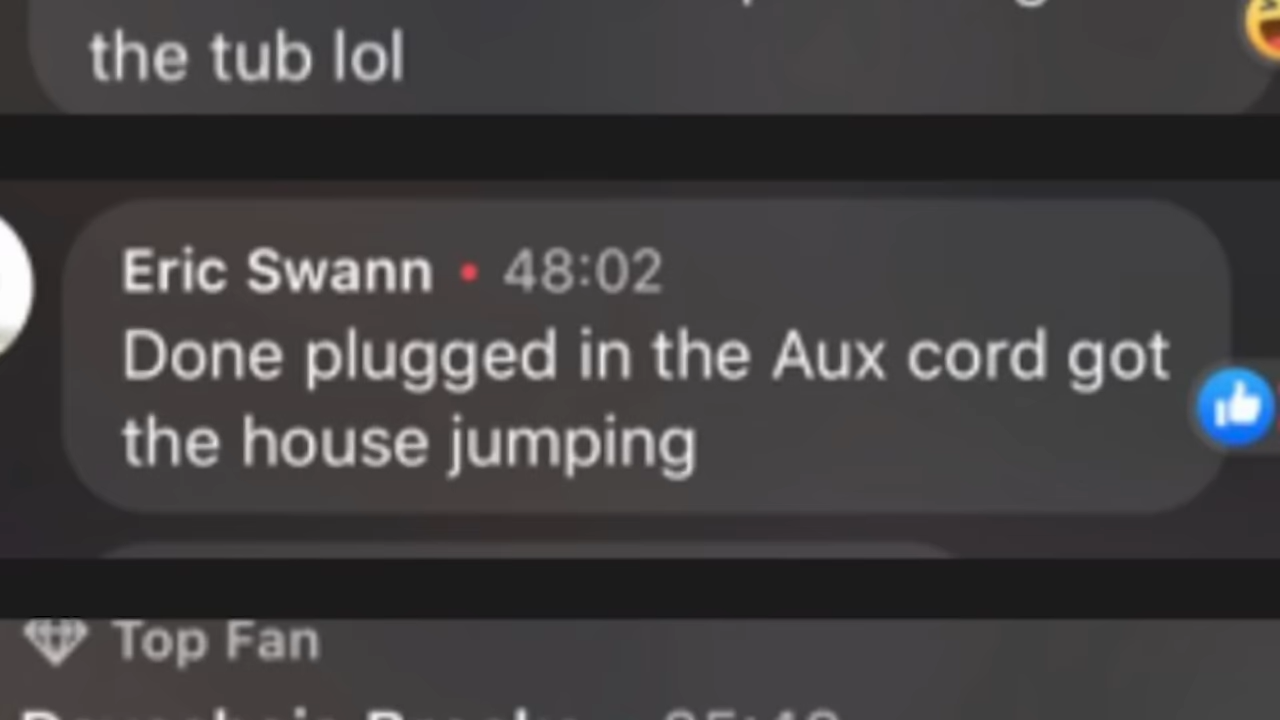 the tub lol
Eric Swann • 48:02
Done plugged in the Aux cord got
the house jumping
Top Fan